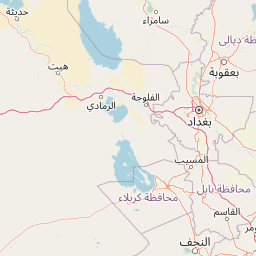 حديثة
سامراء
محافظة ديالى
هيت
بعقوبة
الرمادي
الفلوجة
بغداد
المسيب
محافظة بابل
محافظة كربلاء
القاسم
النجف